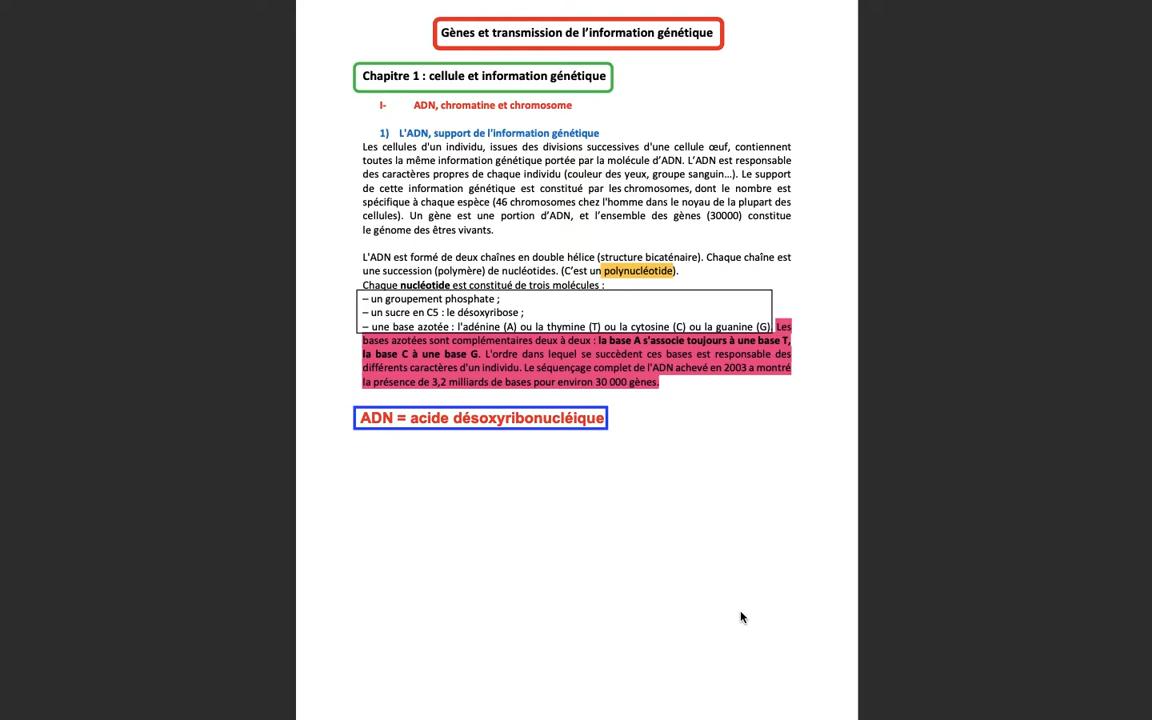 Gènes et transmission de l'information génétique
Chapitre 1 : cellule et information génétique
I- ADN, chromatine et chromosome
1) L'ADN, support de l'information génétique
Les cellules d'un individu, issues des divisions successives d'une cellule œuf, contiennent
toutes la même information génétique portée par la molécule d'ADN. L'ADN est responsable
des caractères propres de chaque individu (couleur des yeux, groupe sanguin…). Le support
de cette information génétique est constitué par les chromosomes, dont le nombre est
spécifique à chaque espèce (46 chromosomes chez l'homme dans le noyau de la plupart des
cellules). Un gène est une portion d'ADN, et l'ensemble des gènes (30000) constitue
le génome des êtres vivants.
L'ADN est formé de deux chaînes en double hélice (structure bicaténaire). Chaque chaîne est
une succession (polymère) de nucléotides. (C'est un polynucléotide).
Chaque nucléotide est constitué de trois molécules :
– un groupement phosphate ;
– un sucre en C5 : le désoxyribose ;
– une base azotée : l'adénine (A) ou la thymine (T) ou la cytosine (C) ou la guanine (G). Les
bases azotées sont complémentaires deux à deux : la base A s'associe toujours à une base T,
la base C à une base G. L'ordre dans lequel se succèdent ces bases est responsable des
différents caractères d'un individu. Le séquençage complet de l'ADN achevé en 2003 a montré
la présence de 3,2 milliards de bases pour environ 30 000 gènes.
ADN = acide désoxyribonucléique